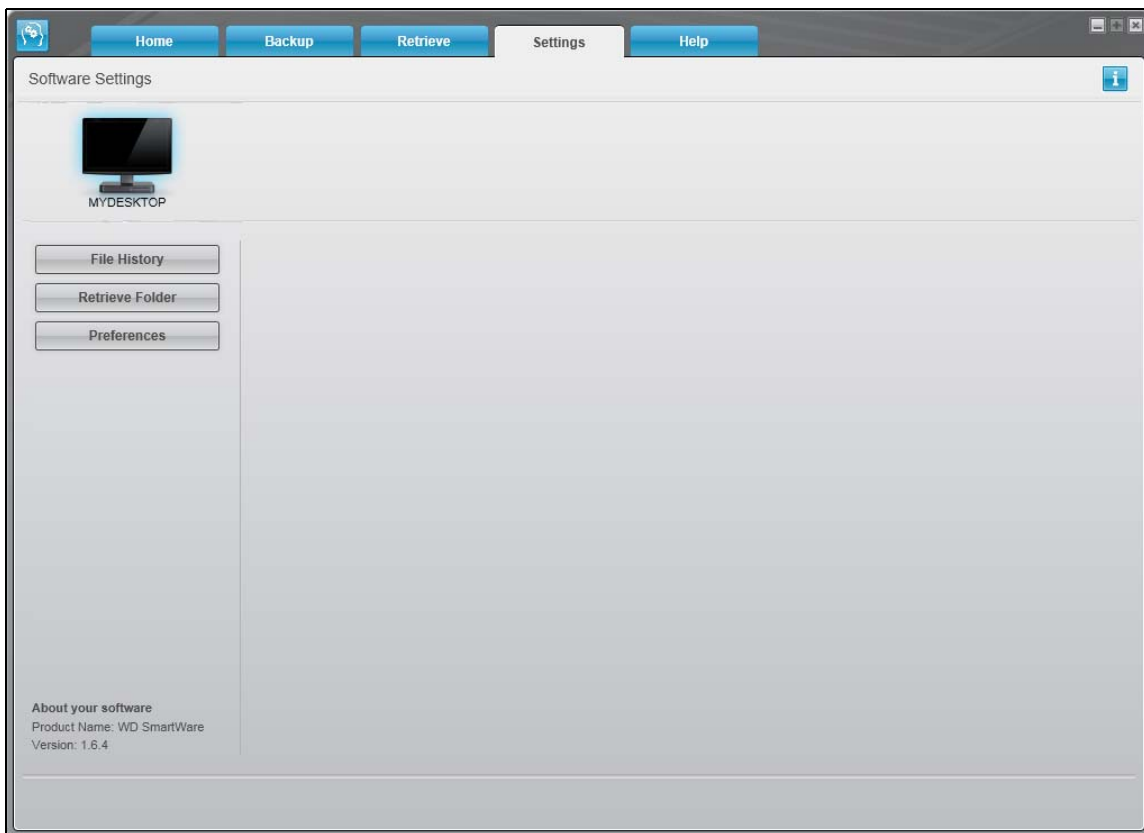 Home
Backup
Retrieve
Settings
Help
Software Settings
i
MYDESKTOP
File History
Retrieve Folder
Preferences
About your software
Product Name: WD SmartWare
Version: 1.6.4